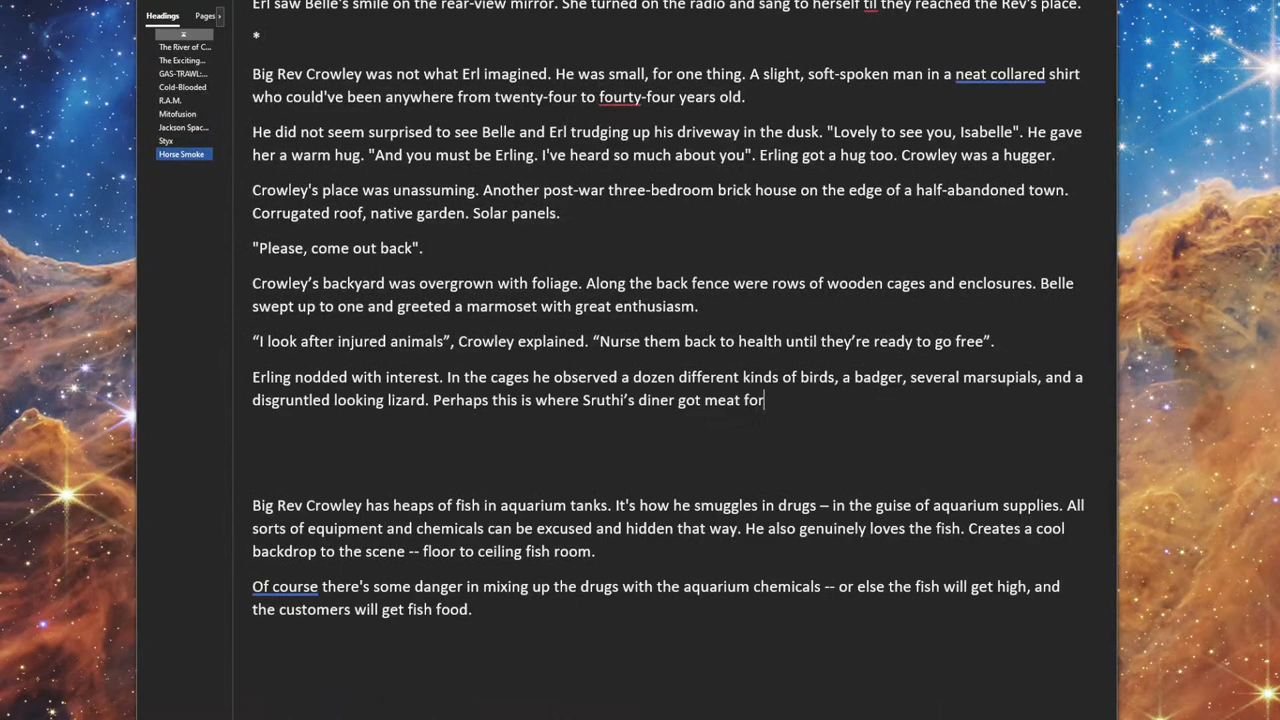 Erl saw Belle's smile on the rear-view mirror. She turned on the radio and sang to herself til they reached the Rev's place.
Headings
Pages
The River of C...
The Exciting...
GAS-TRAWL:...
Cold-Blooded
R.A.M.
Mitofusion
Jackson Spac...
Styx
Horse Smoke
*
Big Rev Crowley was not what Erl imagined. He was small, for one thing. A slight, soft-spoken man in a neat collared shirt
who could've been anywhere from twenty-four to fourty-four years old.
He did not seem surprised to see Belle and Erl trudging up his driveway in the dusk. "Lovely to see you, Isabelle". He gave
her a warm hug. "And you must be Erling. I've heard so much about you". Erling got a hug too. Crowley was a hugger.
Crowley's place was unassuming. Another post-war three-bedroom brick house on the edge of a half-abandoned town.
Corrugated roof, native garden. Solar panels.
"Please, come out back".
Crowley’s backyard was overgrown with foliage. Along the back fence were rows of wooden cages and enclosures. Belle
swept up to one and greeted a marmoset with great enthusiasm.
“I look after injured animals”, Crowley explained. “Nurse them back to health until they’re ready to go free”.
Erling nodded with interest. In the cages he observed a dozen different kinds of birds, a badger, several marsupials, and a
disgruntled looking lizard. Perhaps this is where Sruthi’s diner got meat for
Big Rev Crowley has heaps of fish in aquarium tanks. It's how he smuggles in drugs – in the guise of aquarium supplies. All
sorts of equipment and chemicals can be excused and hidden that way. He also genuinely loves the fish. Creates a cool
backdrop to the scene -- floor to ceiling fish room.
Of course there's some danger in mixing up the drugs with the aquarium chemicals -- or else the fish will get high, and
the customers will get fish food.